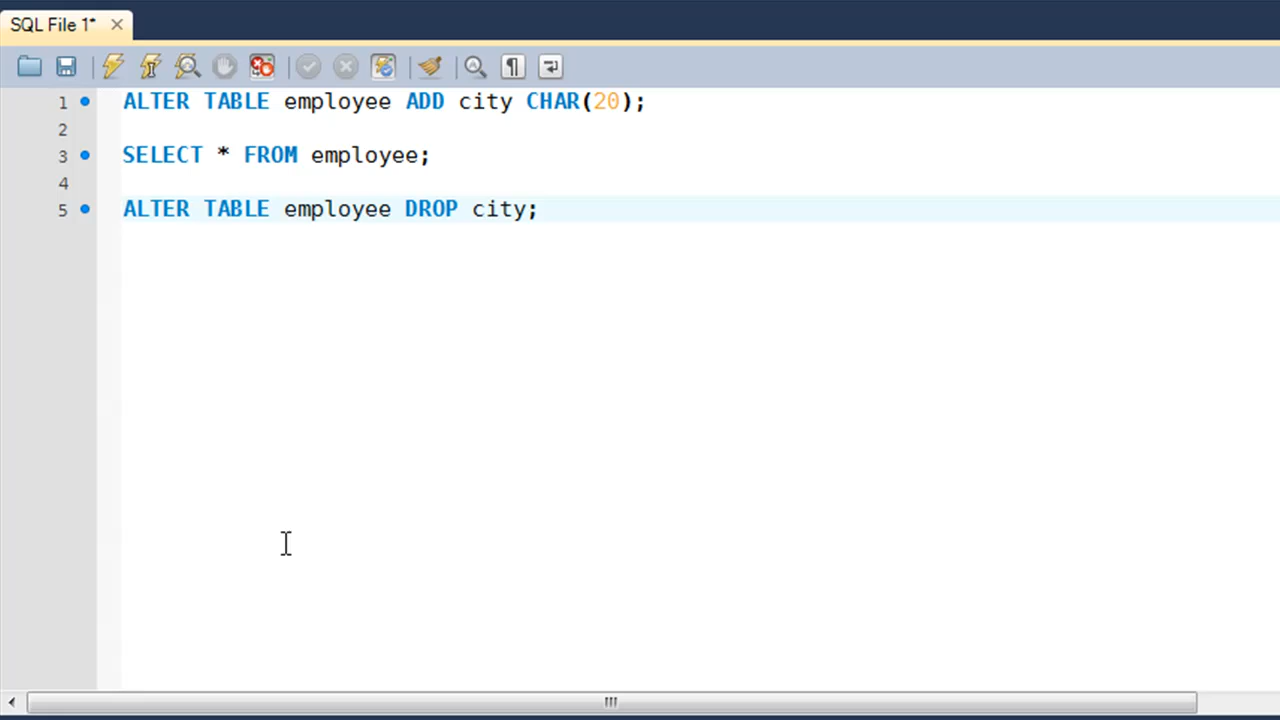 SQL File 1*
1 ALTER TABLE employee ADD city CHAR(20);
2
3 SELECT * FROM employee;
4
5 ALTER TABLE employee DROP city;